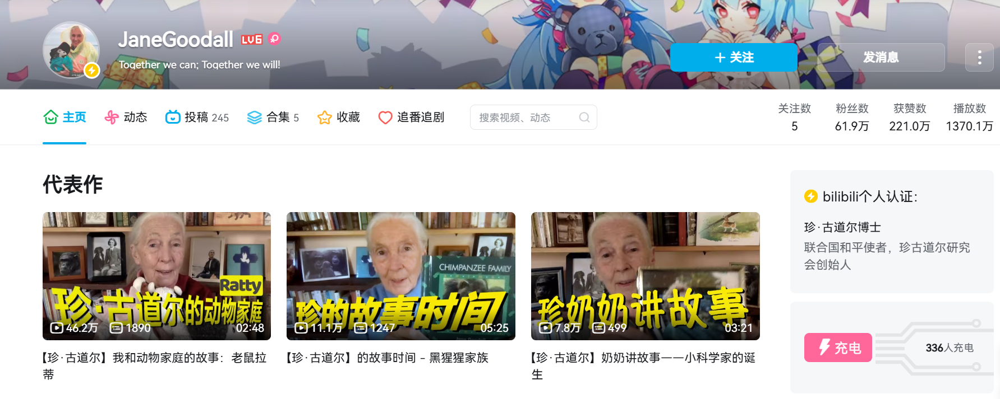 JaneGoodall LV6
Together we can; Together we will!
+ 关注
发消息
主页
动态
投稿 245
合集 5
收藏
追番追剧
搜索视频、动态
关注数
5
粉丝数
61.9万
获赞数
221.0万
播放数
1370.1万
代表作
Ratty
珍·古道尔的动物家庭
46.2万 1890 02:48
【珍·古道尔】我和动物家庭的故事：老鼠拉
蒂
CHIMPANZEE FAMILY
珍的故事时间
11.1万 1247 05:25
Jane Goodall
【珍·古道尔】的故事时间 - 黑猩猩家族
珍奶奶讲故事
7.8万 499 03:21
【珍·古道尔】奶奶讲故事——小科学家的诞
生
bilibili个人认证：
珍·古道尔博士
联合国和平使者，珍古道尔研究
会创始人
充电
336人充电